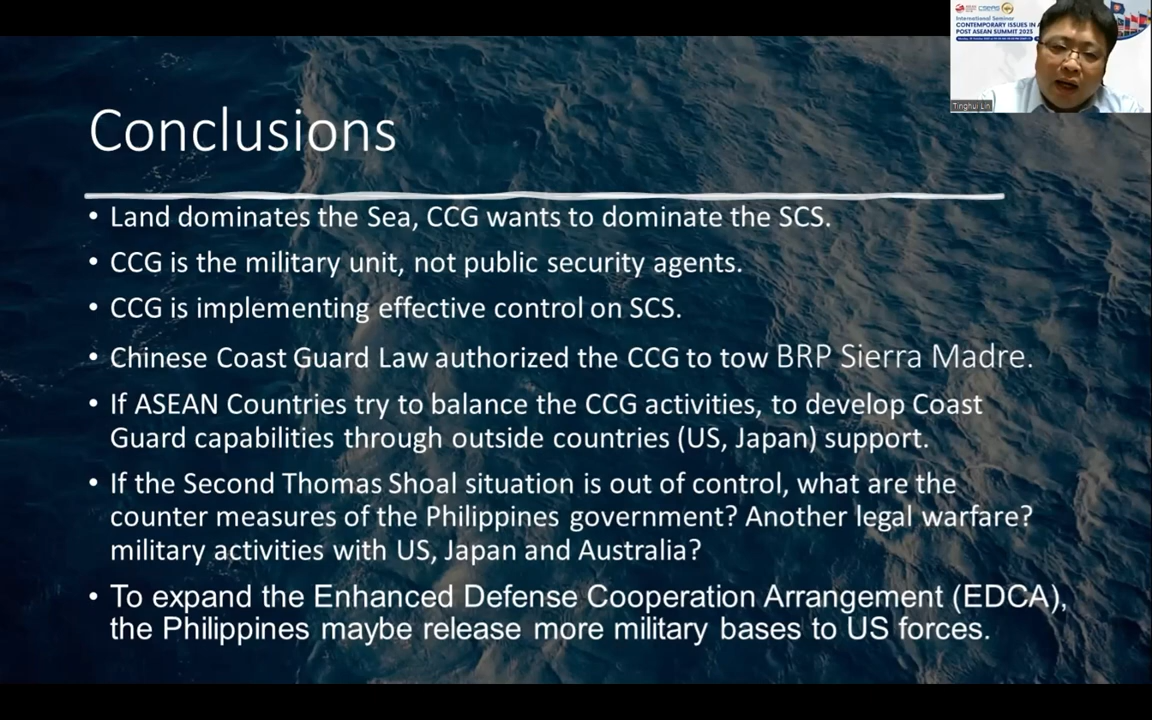 International Seminar
CONTEMPORARY ISSUES IN A
POST ASEAN SUMMIT 2023
Tinghui Lin
Conclusions
• Land dominates the Sea, CCG wants to dominate the SCS.
• CCG is the military unit, not public security agents.
• CCG is implementing effective control on SCS.
• Chinese Coast Guard Law authorized the CCG to tow BRP Sierra Madre.
• If ASEAN Countries try to balance the CCG activities, to develop Coast
Guard capabilities through outside countries (US, Japan) support.
• If the Second Thomas Shoal situation is out of control, what are the
counter measures of the Philippines government? Another legal warfare?
military activities with US, Japan and Australia?
• To expand the Enhanced Defense Cooperation Arrangement (EDCA),
the Philippines maybe release more military bases to US forces.